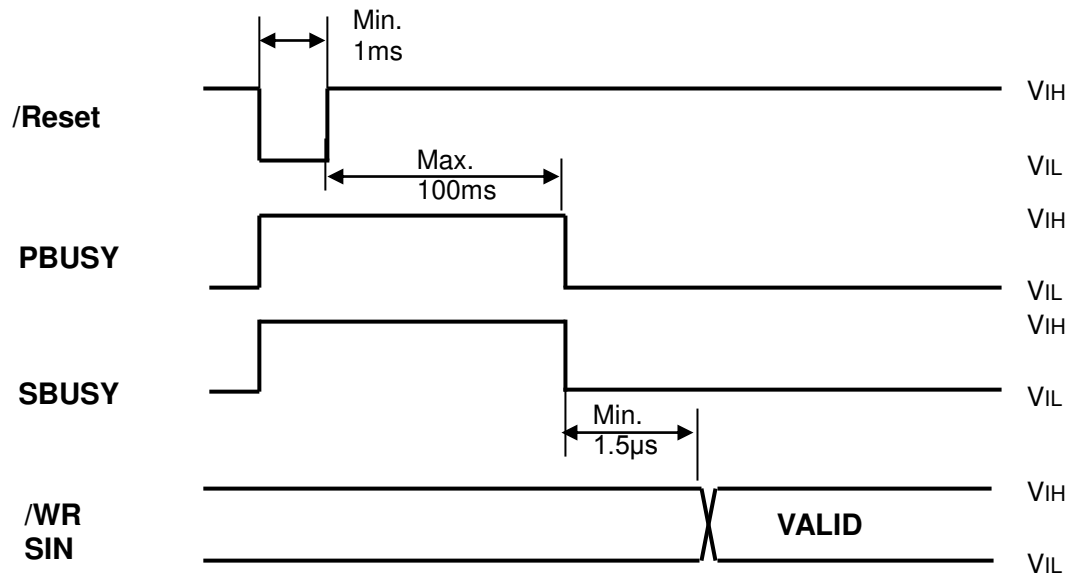 Min.
1ms
/Reset
VIH
VIL
Max.
100ms
PBUSY
VIH
VIL
SBUSY
VIH
VIL
Min.
1.5µs
/WR
SIN
VALID
VIH
VIL